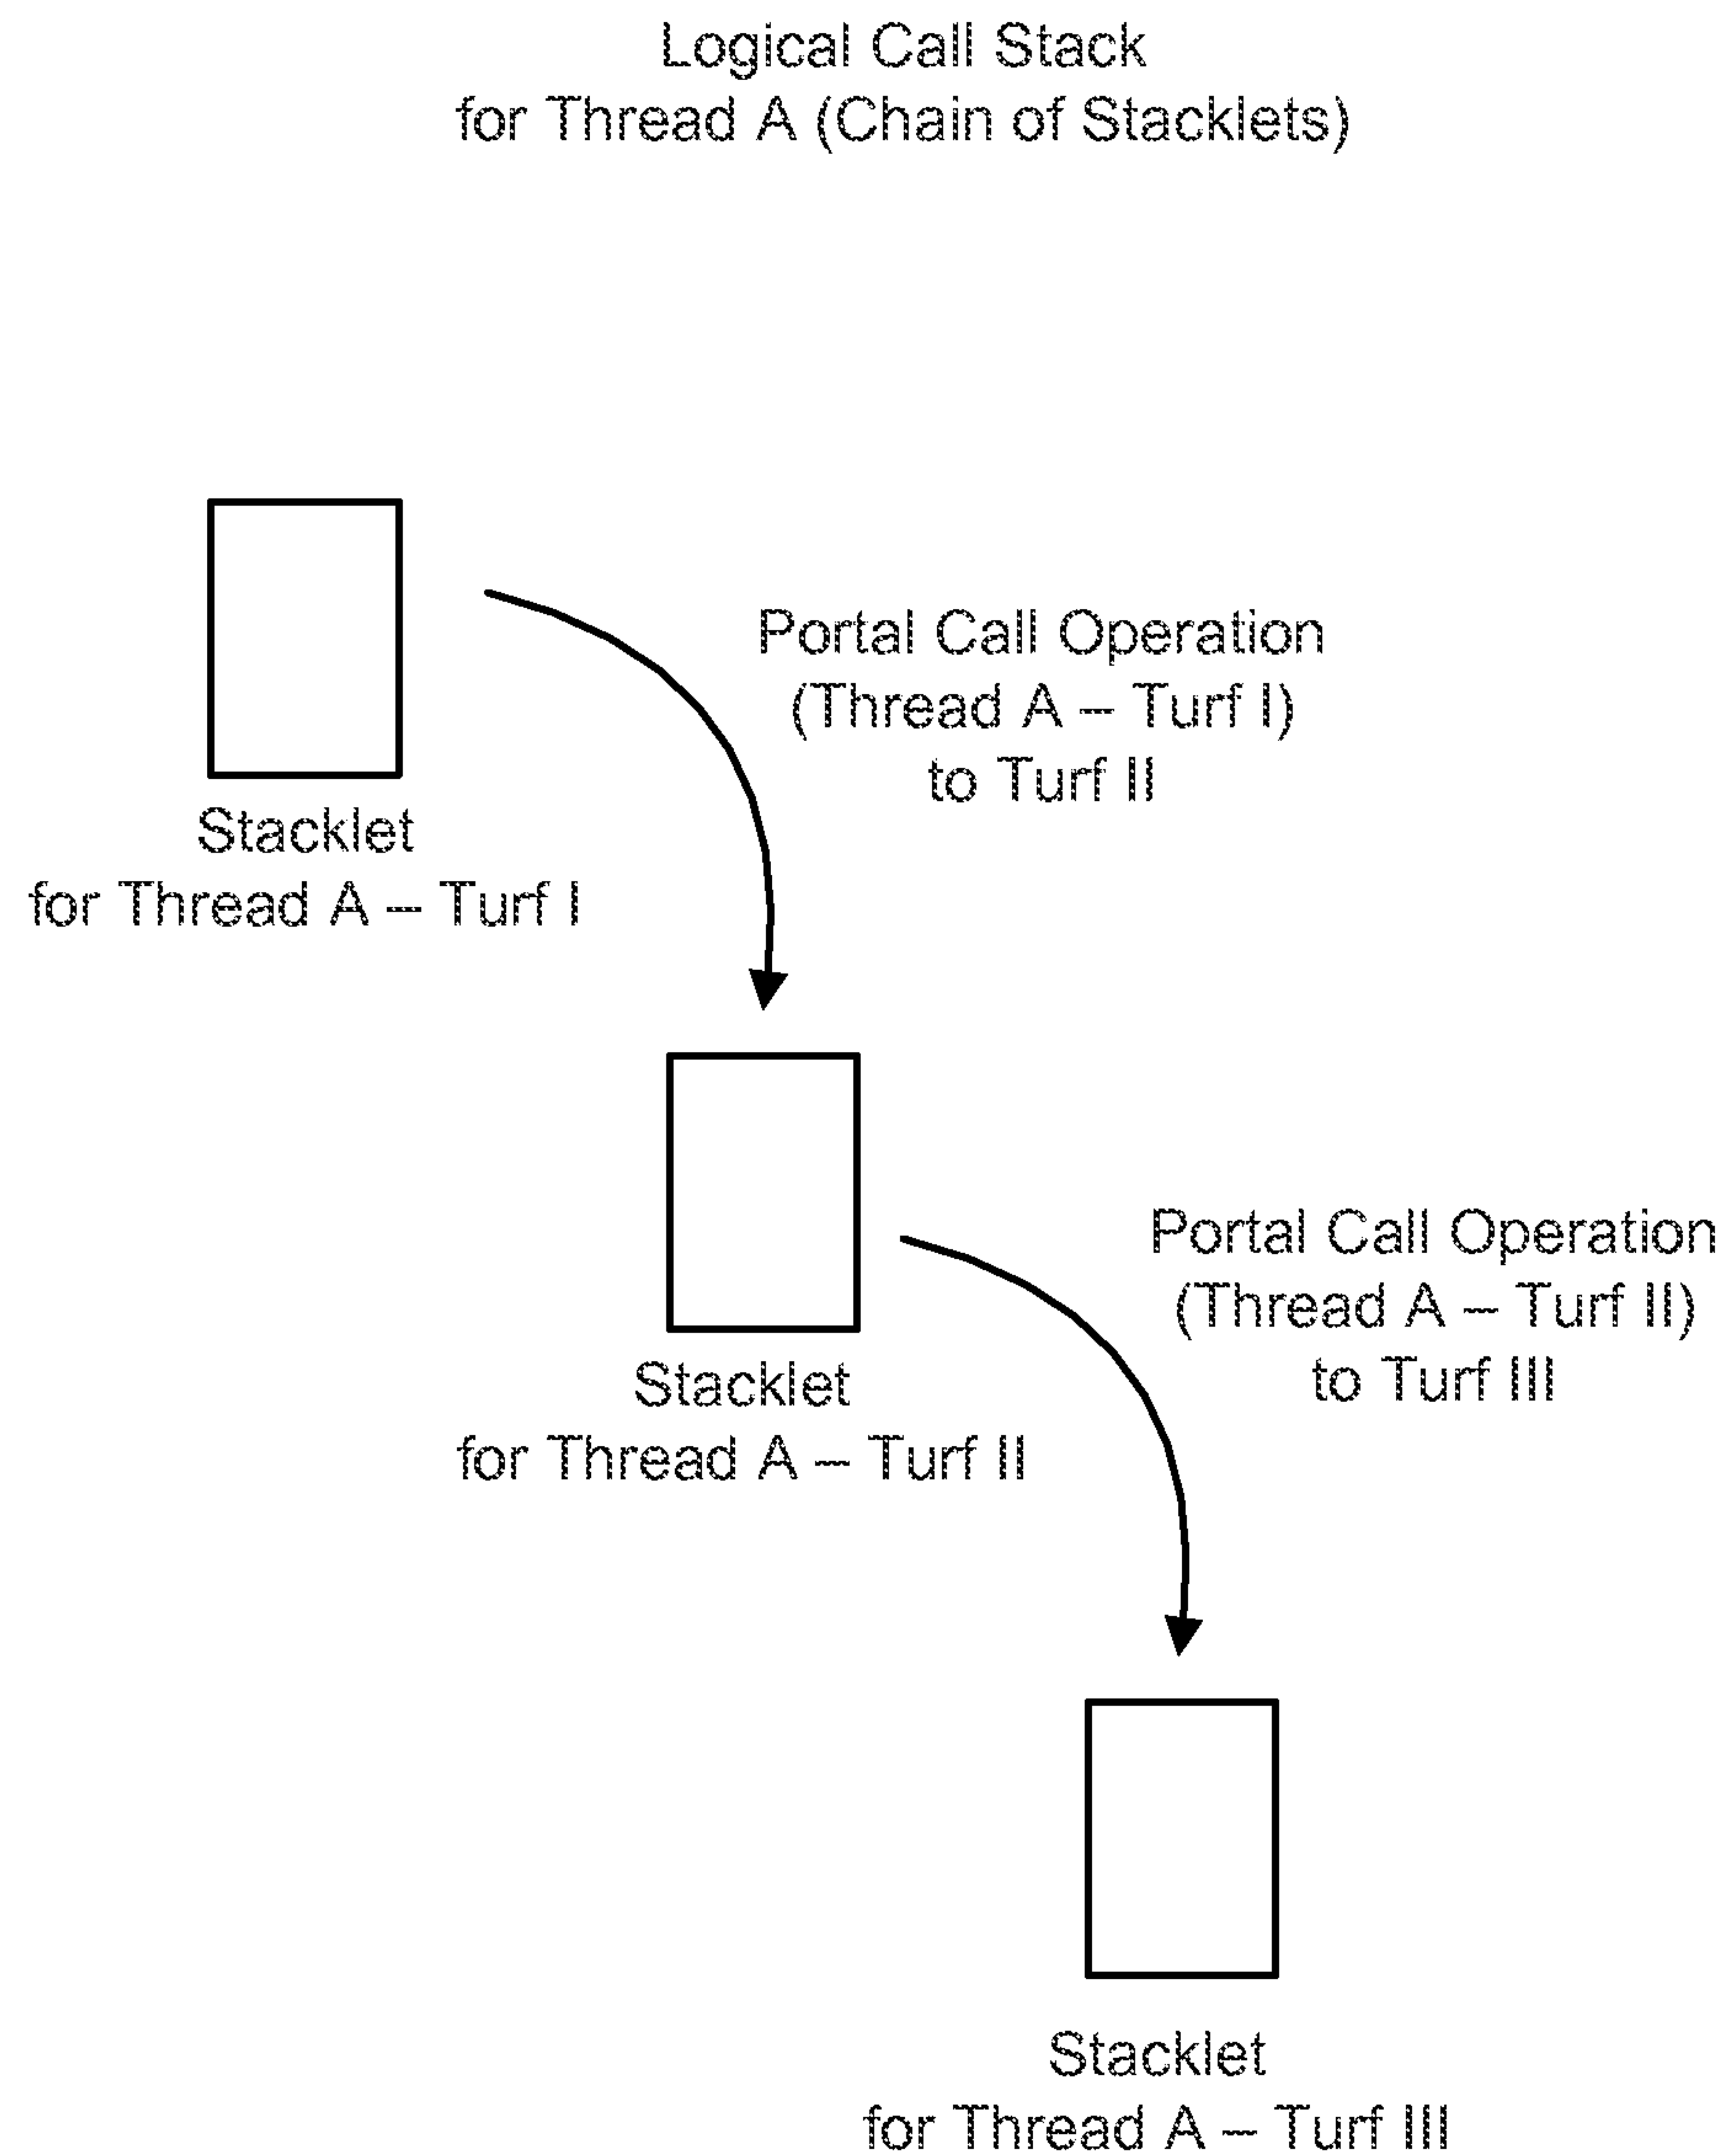 Logical Call Stack
for Thread A (Chain of Stacklets)
Portal Call Operation
(Thread A – Turf I)
to Turf II
Stacklet
for Thread A – Turf I
Portal Call Operation
(Thread A – Turf II)
to Turf III
Stacklet
for Thread A – Turf II
Stacklet
for Thread A – Turf III